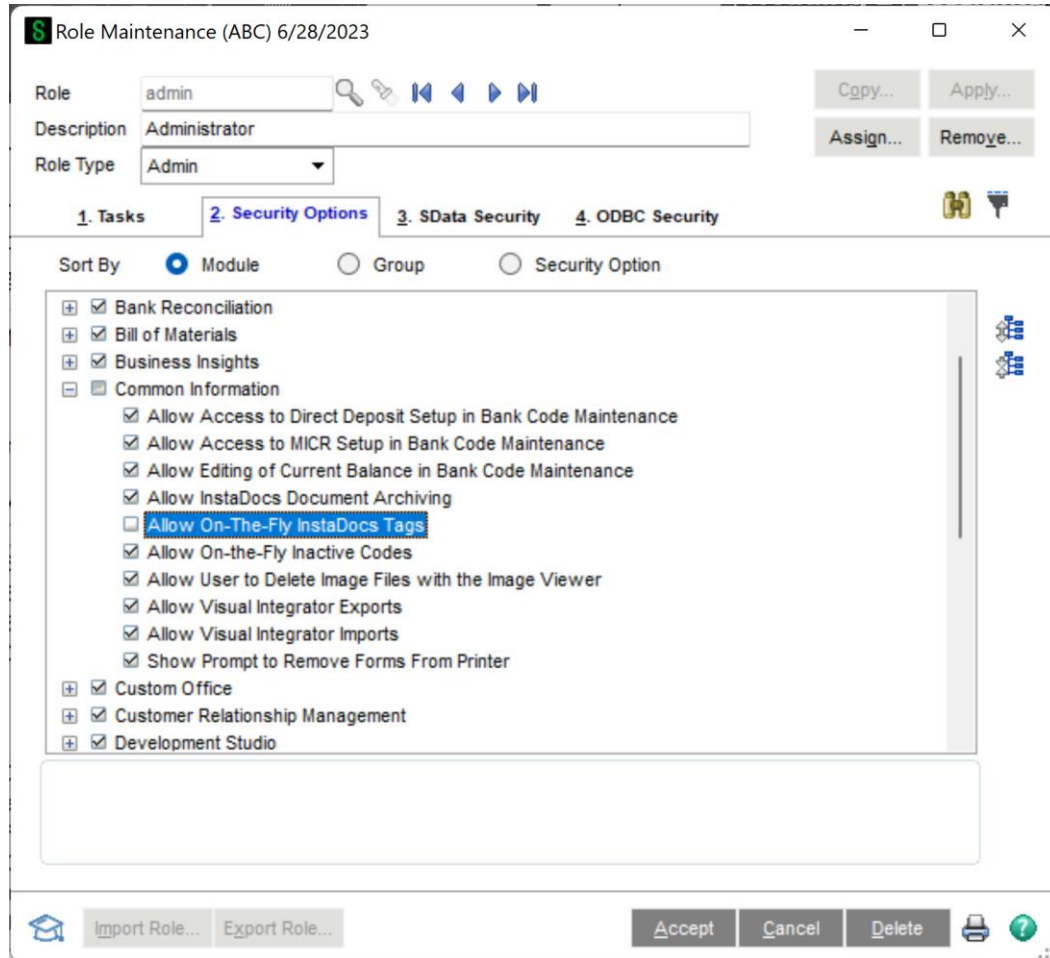 S Role Maintenance (ABC) 6/28/2023
Role admin Copy... Apply...
Description Administrator Assign... Remove...
Role Type Admin
1. Tasks 2. Security Options 3. SData Security 4. ODBC Security
Sort By Module Group Security Option
Bank Reconciliation
Bill of Materials
Business Insights
Common Information
Allow Access to Direct Deposit Setup in Bank Code Maintenance
Allow Access to MICR Setup in Bank Code Maintenance
Allow Editing of Current Balance in Bank Code Maintenance
Allow InstaDocs Document Archiving
Allow On-The-Fly InstaDocs Tags
Allow On-the-Fly Inactive Codes
Allow User to Delete Image Files with the Image Viewer
Allow Visual Integrator Exports
Allow Visual Integrator Imports
Show Prompt to Remove Forms From Printer
Custom Office
Customer Relationship Management
Development Studio
Import Role... Export Role... Accept Cancel Delete ?